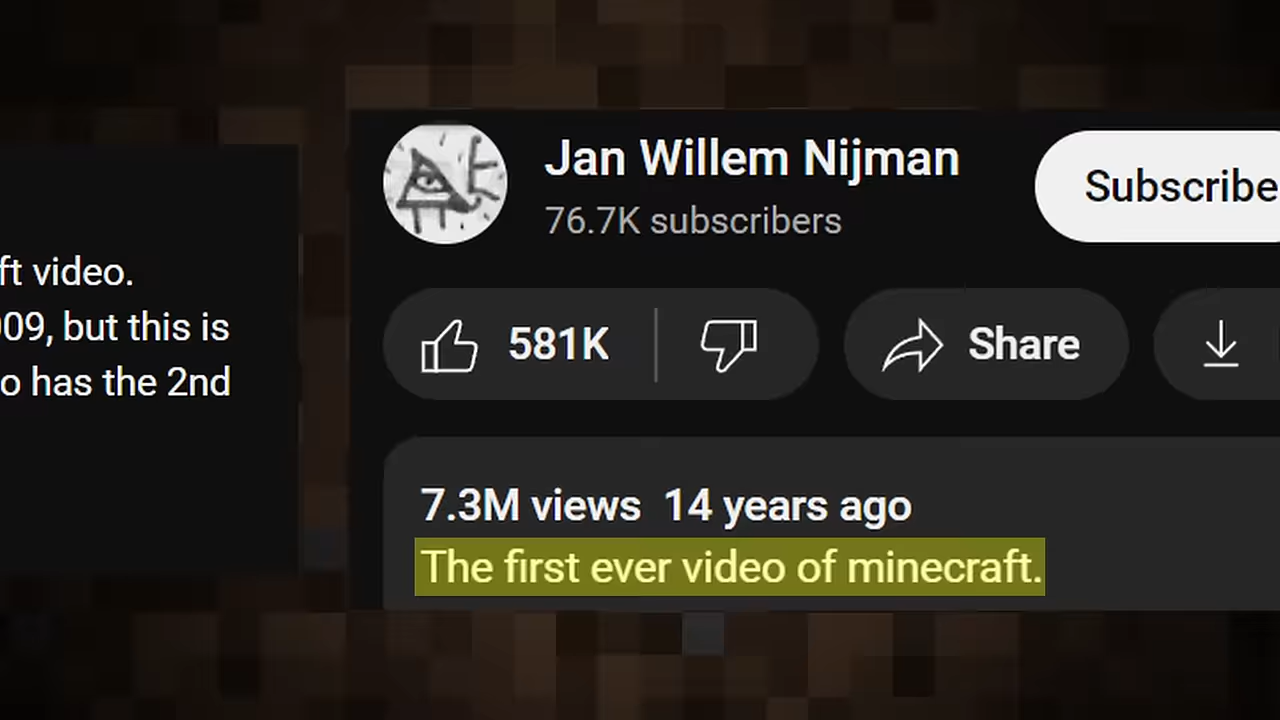 ft video.
09, but this is
o has the 2nd
Jan Willem Nijman
76.7K subscribers
Subscribe
581K
Share
7.3M views 14 years ago
The first ever video of minecraft.